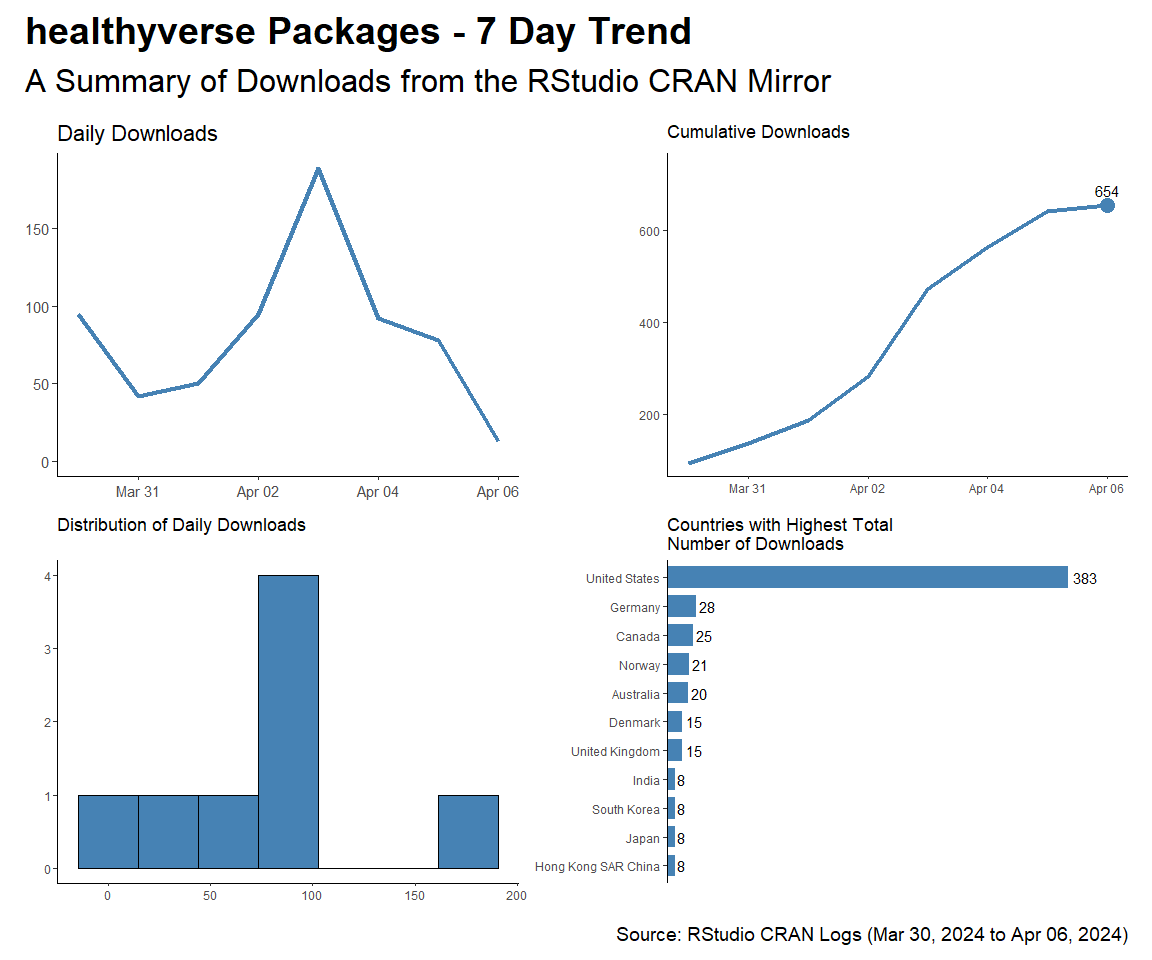 healthyverse Packages - 7 Day Trend
A Summary of Downloads from the RStudio CRAN Mirror
Daily Downloads
150
100
50
0
Mar 31 Apr 02 Apr 04 Apr 06
Cumulative Downloads
654
600
400
200
Mar 31 Apr 02 Apr 04 Apr 06
Distribution of Daily Downloads
4
3
2
1
0
0 50 100 150 200
Countries with Highest Total
Number of Downloads
United States 383
Germany 28
Canada 25
Norway 21
Australia 20
Denmark 15
United Kingdom 15
India 8
South Korea 8
Japan 8
Hong Kong SAR China 8
Source: RStudio CRAN Logs (Mar 30, 2024 to Apr 06, 2024)